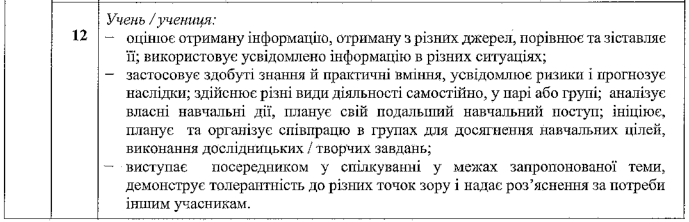 Учень / учениця:
12
– оцінює отриману інформацію, отриману з різних джерел, порівнює та зіставляє
її; використовує усвідомлено інформацію в різних ситуаціях;
– застосовує здобуті знання й практичні вміння, усвідомлює ризики і прогнозує
наслідки; здійснює різні види діяльності самостійно, у парі або групі; аналізує
власні навчальні дії, планує свій подальший навчальний поступ; ініціює,
планує та організує співпрацю в групах для досягнення навчальних цілей,
виконання дослідницьких / творчих завдань;
– виступає посередником у спілкуванні у межах запропонованої теми,
демонструє толерантність до різних точок зору і надає роз’яснення за потреби
іншим учасникам.